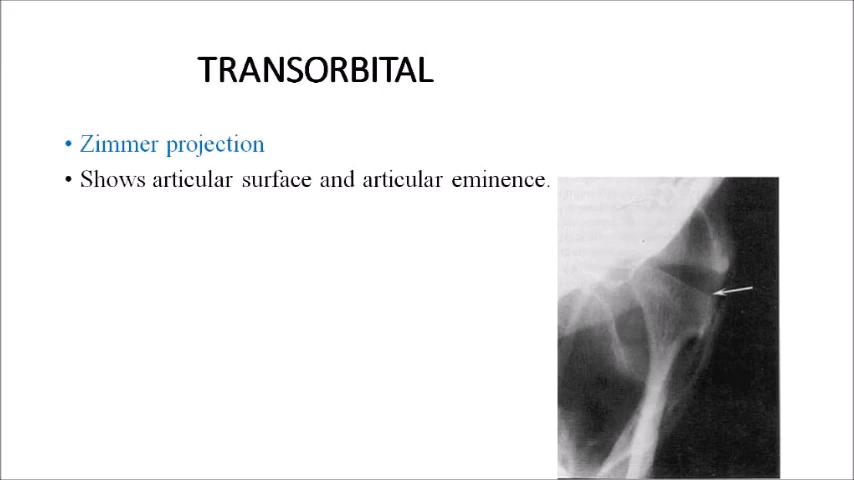 TRANSORBITAL
• Zimmer projection
• Shows articular surface and articular eminence.